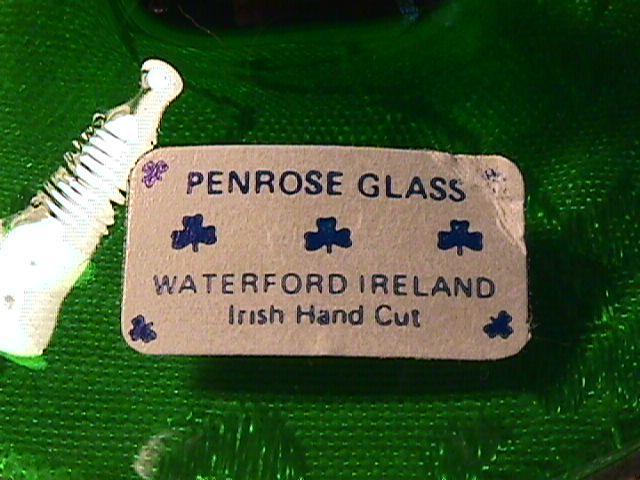 PENROSE GLASS
WATERFORD IRELAND
Irish Hand Cut